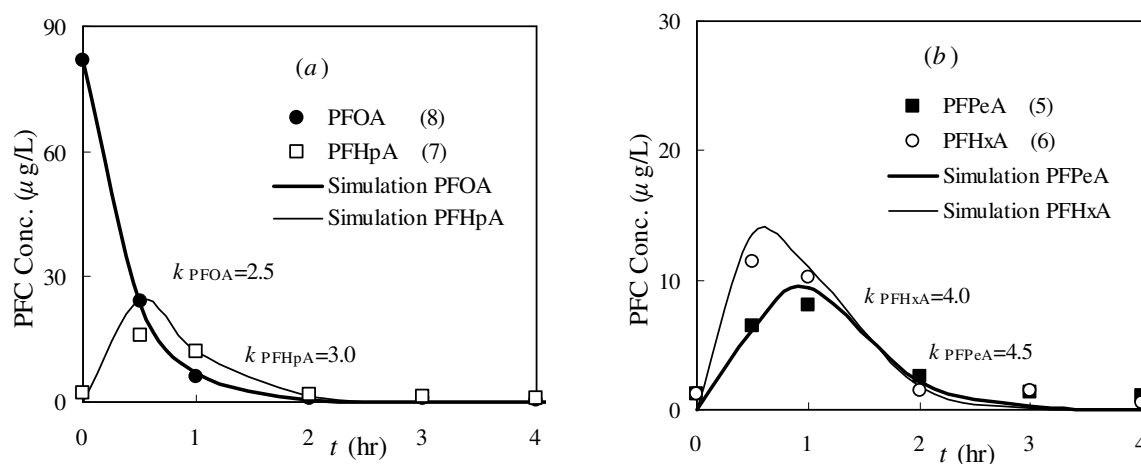 (a)
PFOA (8)
PFHpA (7)
Simulation PFOA
Simulation PFHpA
k PFOA=2.5
k PFHpA=3.0
PFC Conc. (μg/L)
90
60
30
0
0 1 2 3 4
t (hr)
(b)
PFPeA (5)
PFHxA (6)
Simulation PFPeA
Simulation PFHxA
k PFHxA=4.0
k PFPeA=4.5
PFC Conc. (μg/L)
30
20
10
0
0 1 2 3 4
t (hr)